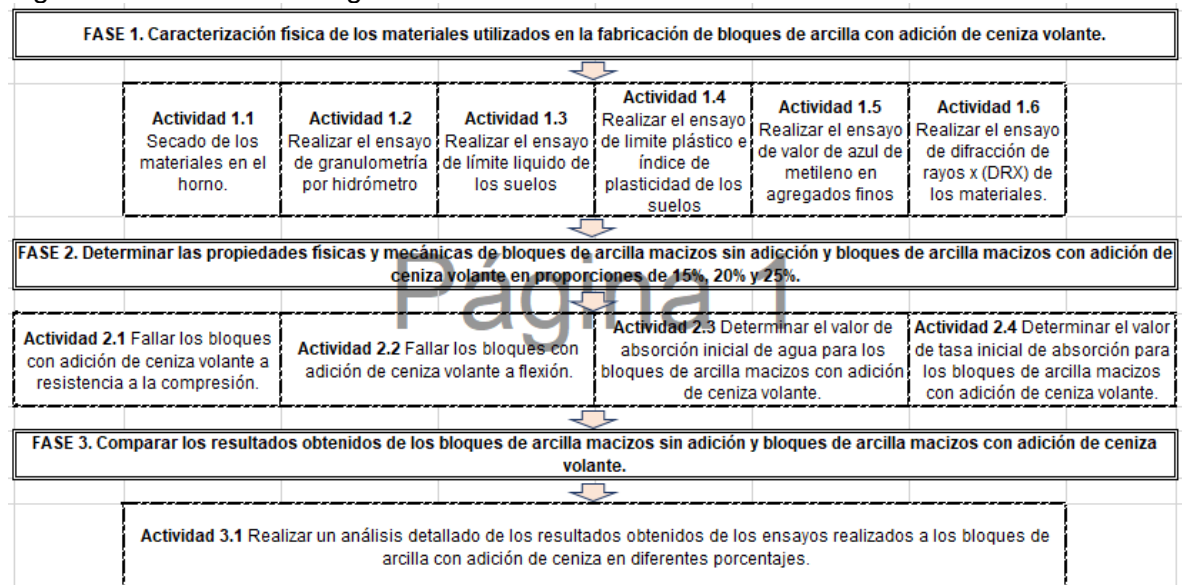 FASE 1. Caracterización física de los materiales utilizados en la fabricación de bloques de arcilla con adición de ceniza volante.
Actividad 1.1
Secado de los
materiales en el
horno.
Actividad 1.2
Realizar el ensayo
de granulometría
por hidrómetro
Actividad 1.3
Realizar el ensayo
de límite liquido de
los suelos
Actividad 1.4
Realizar el ensayo
de limite plástico e
índice de
plasticidad de los
suelos
Actividad 1.5
Realizar el ensayo
de valor de azul de
metileno en
agregados finos
Actividad 1.6
Realizar el ensayo
de difracción de
rayos x (DRX) de
los materiales.
FASE 2. Determinar las propiedades físicas y mecánicas de bloques de arcilla macizos sin adicción y bloques de arcilla macizos con adición de
ceniza volante en proporciones de 15%, 20% y 25%.
Página 1
Actividad 2.1 Fallar los bloques
con adición de ceniza volante a
resistencia a la compresión.
Actividad 2.2 Fallar los bloques con
adición de ceniza volante a flexión.
Actividad 2.3 Determinar el valor de
absorción inicial de agua para los
bloques de arcilla macizos con adición
de ceniza volante.
Actividad 2.4 Determinar el valor
de tasa inicial de absorción para
los bloques de arcilla macizos
con adición de ceniza volante.
FASE 3. Comparar los resultados obtenidos de los bloques de arcilla macizos sin adición y bloques de arcilla macizos con adición de ceniza
volante.
Actividad 3.1 Realizar un análisis detallado de los resultados obtenidos de los ensayos realizados a los bloques de
arcilla con adición de ceniza en diferentes porcentajes.